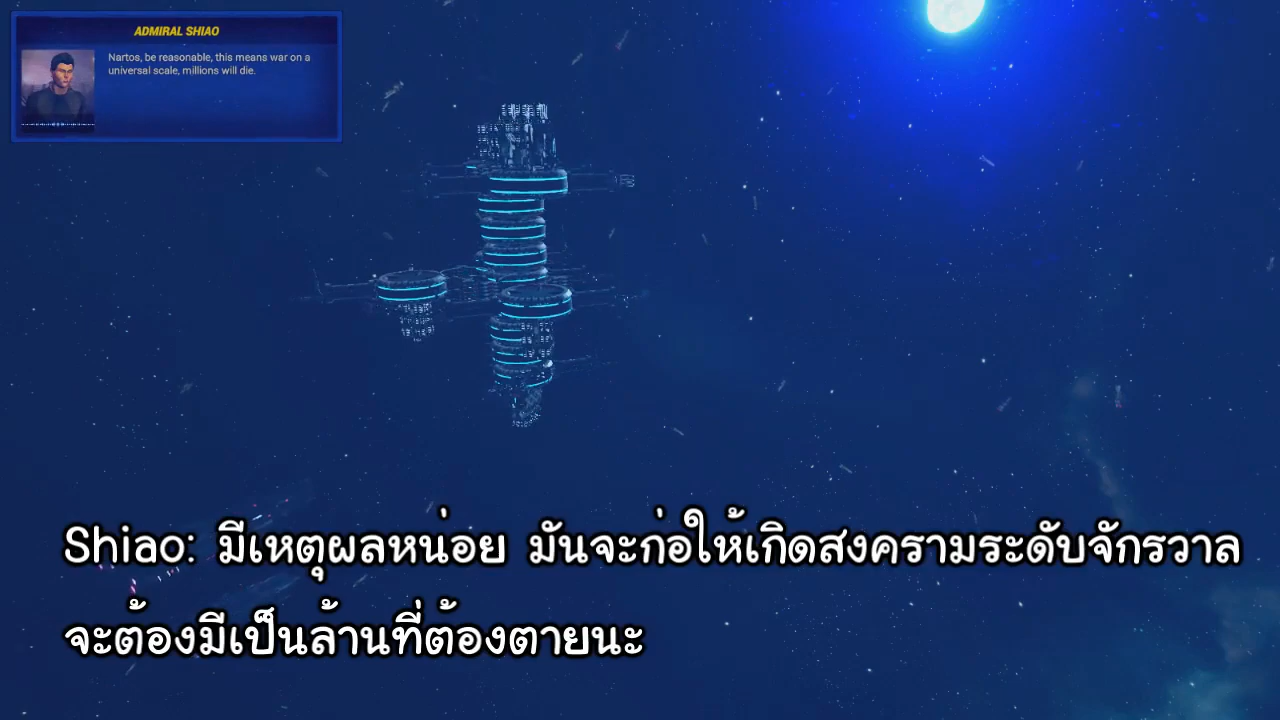 ADMIRAL SHIAO
Nartos, be reasonable, this means war on a
universal scale, millions will die.
Shiao: มีเหตุผลหน่อย มันจะก่อให้เกิดสงครามระดับจักรวาล
จะต้องมีเป็นล้านที่ต้องตายนะ